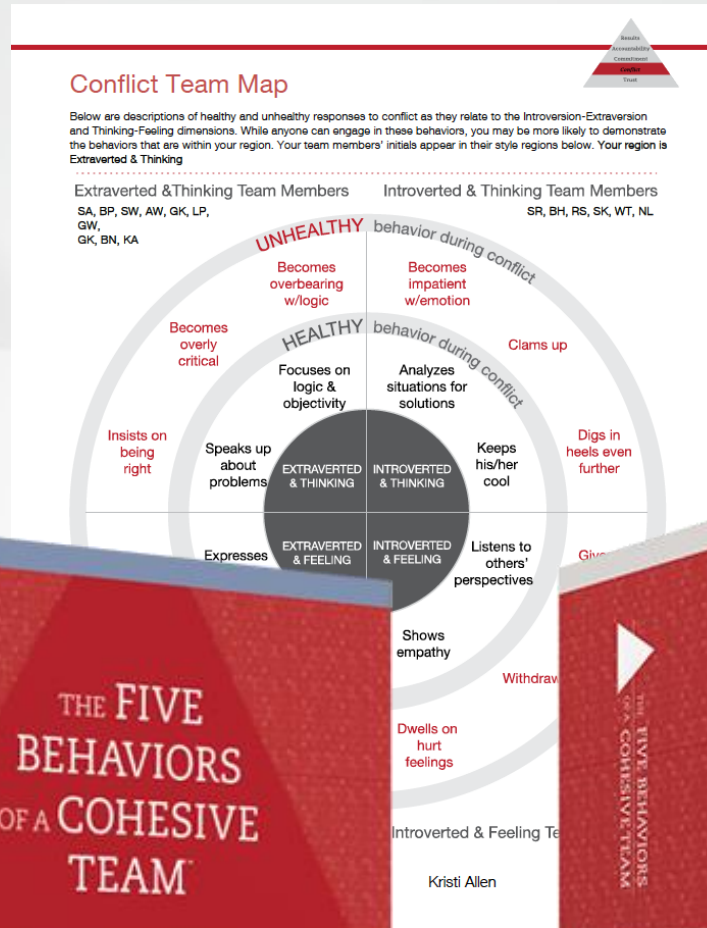 Results
Accountability
Commitment
Conflict
Trust
Conflict Team Map
Below are descriptions of healthy and unhealthy responses to conflict as they relate to the Introversion-Extraversion
and Thinking-Feeling dimensions. While anyone can engage in these behaviors, you may be more likely to demonstrate
the behaviors that are within your region. Your team members' initials appear in their style regions below. Your region is
Extraverted & Thinking
Extraverted &Thinking Team Members
SA, BP, SW, AW, GK, LP,
GW,
GK, BN, KA
Introverted & Thinking Team Members
SR, BH, RS, SK, WT, NL
UNHEALTHY behavior during conflict
Becomes
overbearing
w/logic
Becomes
impatient
w/emotion
Becomes
overly
critical
Clams up
HEALTHY behavior during conflict
Focuses on
logic &
objectivity
Analyzes
situations for
solutions
Insists on
being
right
Speaks up
about
problems
Keeps
his/her
cool
Digs in
heels even
further
EXTRAVERTED
& THINKING
INTROVERTED
& THINKING
EXTRAVERTED
& FEELING
INTROVERTED
& FEELING
Expresses
Listens to
others'
perspectives
Shows
empathy
Withdraw
Dwells on
hurt
feelings
Introverted & Feeling Te
Kristi Allen
THE FIVE
BEHAVIORS
OF A COHESIVE
TEAM
THE FIVE BEHAVIORS
OF A COHESIVE TEAM